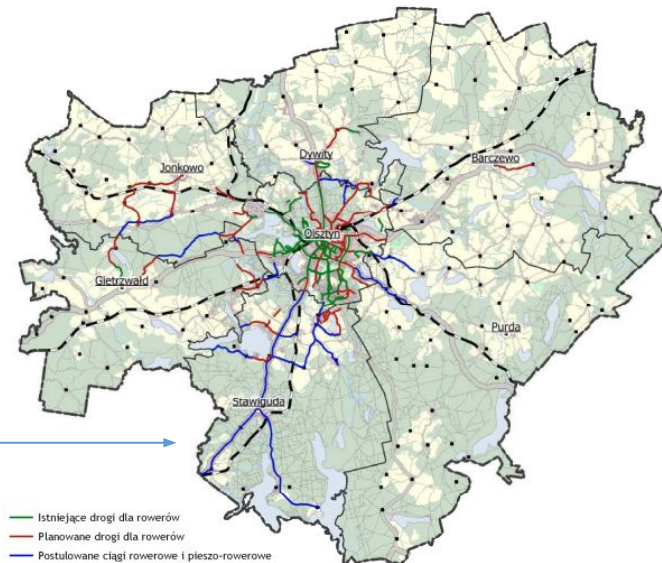 Dywity
Jonkowo
Barczewo
Olsztyn
Gietrzwałd
Purda
Stawiguda
Istniejące drogi dla rowerów
Planowane drogi dla rowerów
Postulowane ciągi rowerowe i pieszo-rowerowe